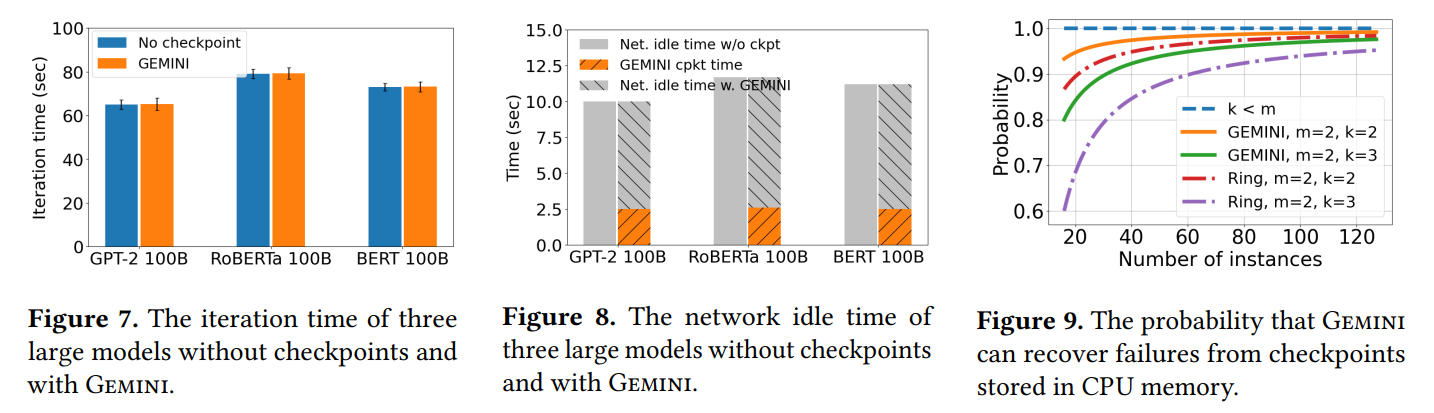 100
80
60
40
20
0
Iteration time (sec)
No checkpoint
GEMINI
GPT-2 100B
RoBERTa 100B
BERT 100B
Figure 7. The iteration time of three
large models without checkpoints and
with GEMINI.
15.0
12.5
10.0
7.5
5.0
2.5
0.0
Time (sec)
Net. idle time w/o ckpt
GEMINI cpkt time
Net. idle time w. GEMINI
GPT-2 100B
RoBERTa 100B
BERT 100B
Figure 8. The network idle time of
three large models without checkpoints
and with GEMINI.
1.0
0.9
0.8
0.7
0.6
Probability
k < m
GEMINI, m=2, k=2
GEMINI, m=2, k=3
Ring, m=2, k=2
Ring, m=2, k=3
20
40
60
80
100
120
Number of instances
Figure 9. The probability that GEMINI
can recover failures from checkpoints
stored in CPU memory.